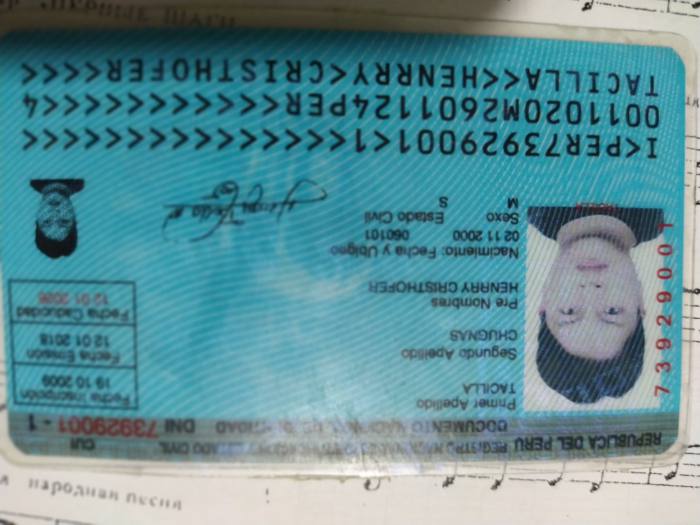 REPUBLICA DEL PERU
DOCUMENTO NACIONAL DE IDENTIDAD DNI 73929001 - 1
CUI
Primer Apellido
TACILLA
Segundo Apellido
CHUGNAS
Pre Nombres
HENRRY CRISTHOFER
Nacimiento: Fecha y Ubigeo
02 11 2000 060101
Sexo Estado Civil
M S
Fecha Inscripción
19 10 2009
Fecha Emisión
12 01 2018
Fecha Caducidad
12 01 2026
73929001
I<PER73929001<1<<<<<<<<<<<<<<<
0011020M2601124PER<<<<<<<<<<<4
TACILLA<<HENRRY<CRISTHOFER<<<<
ПЕРВЫЕ ШАГИ
народная песня